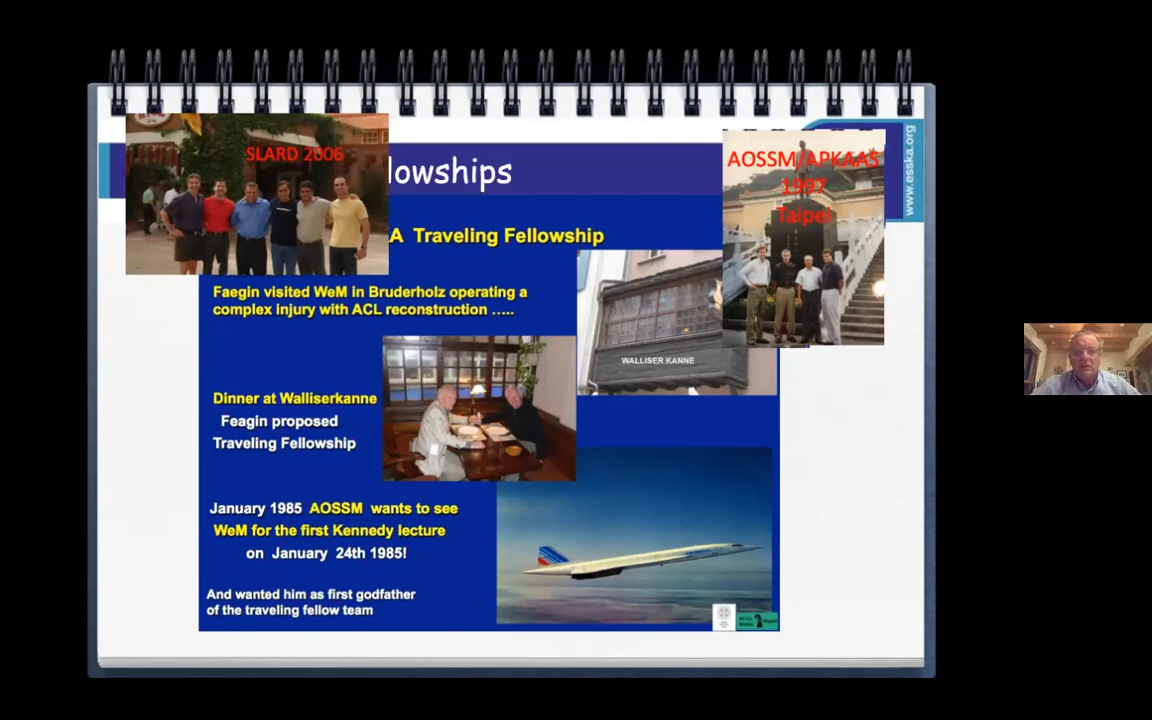 SLARD 2006
lowships
AOSSM/APKAAS
1997
Taipei
www.esska.org
A Traveling Fellowship
Faegin visited WeM in Bruderholz operating a
complex injury with ACL reconstruction .....
WALLISER KANNE
Dinner at Walliserkanne
Feagin proposed
Traveling Fellowship
January 1985 AOSSM wants to see
WeM for the first Kennedy lecture
on January 24th 1985!
And wanted him as first godfather
of the traveling fellow team